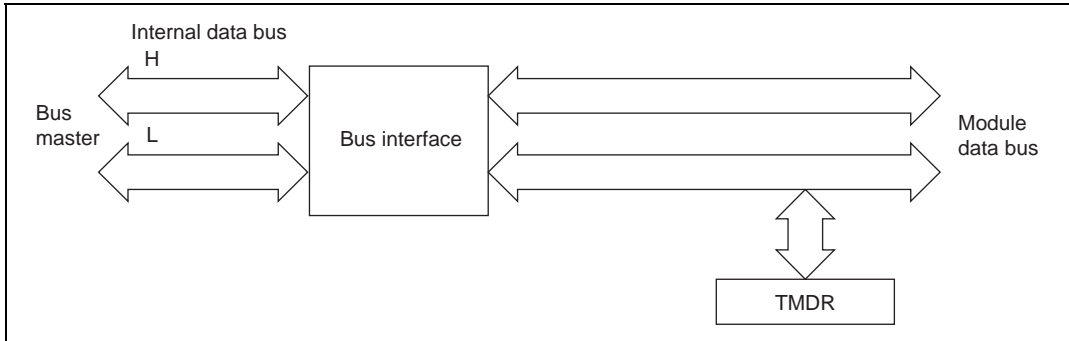 Internal data bus
H
Bus
master
L
Bus interface
Module
data bus
TMDR